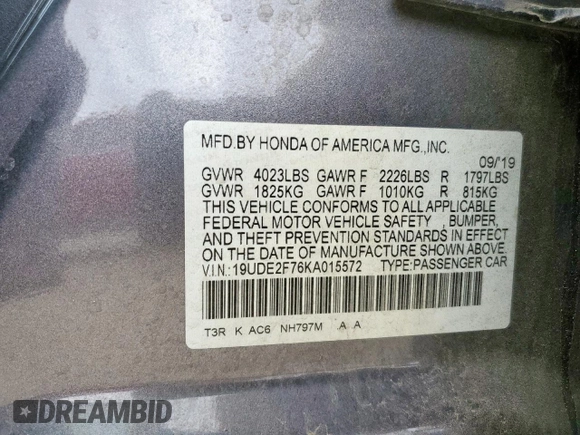 MFD.BY HONDA OF AMERICA MFG.,INC.
09/'19
GVWR 4023LBS GAWR F 2226LBS R 1797LBS
GVWR 1825KG GAWR F 1010KG R 815KG
THIS VEHICLE CONFORMS TO ALL APPLICABLE
FEDERAL MOTOR VEHICLE SAFETY BUMPER,
AND THEFT PREVENTION STANDARDS IN EFFECT
ON THE DATE OF MANUFACTURE SHOWN ABOVE.
V.I.N.: 19UDE2F76KA015572 TYPE:PASSENGER CAR
T3R K AC6 NH797M .A A
DREAMBID